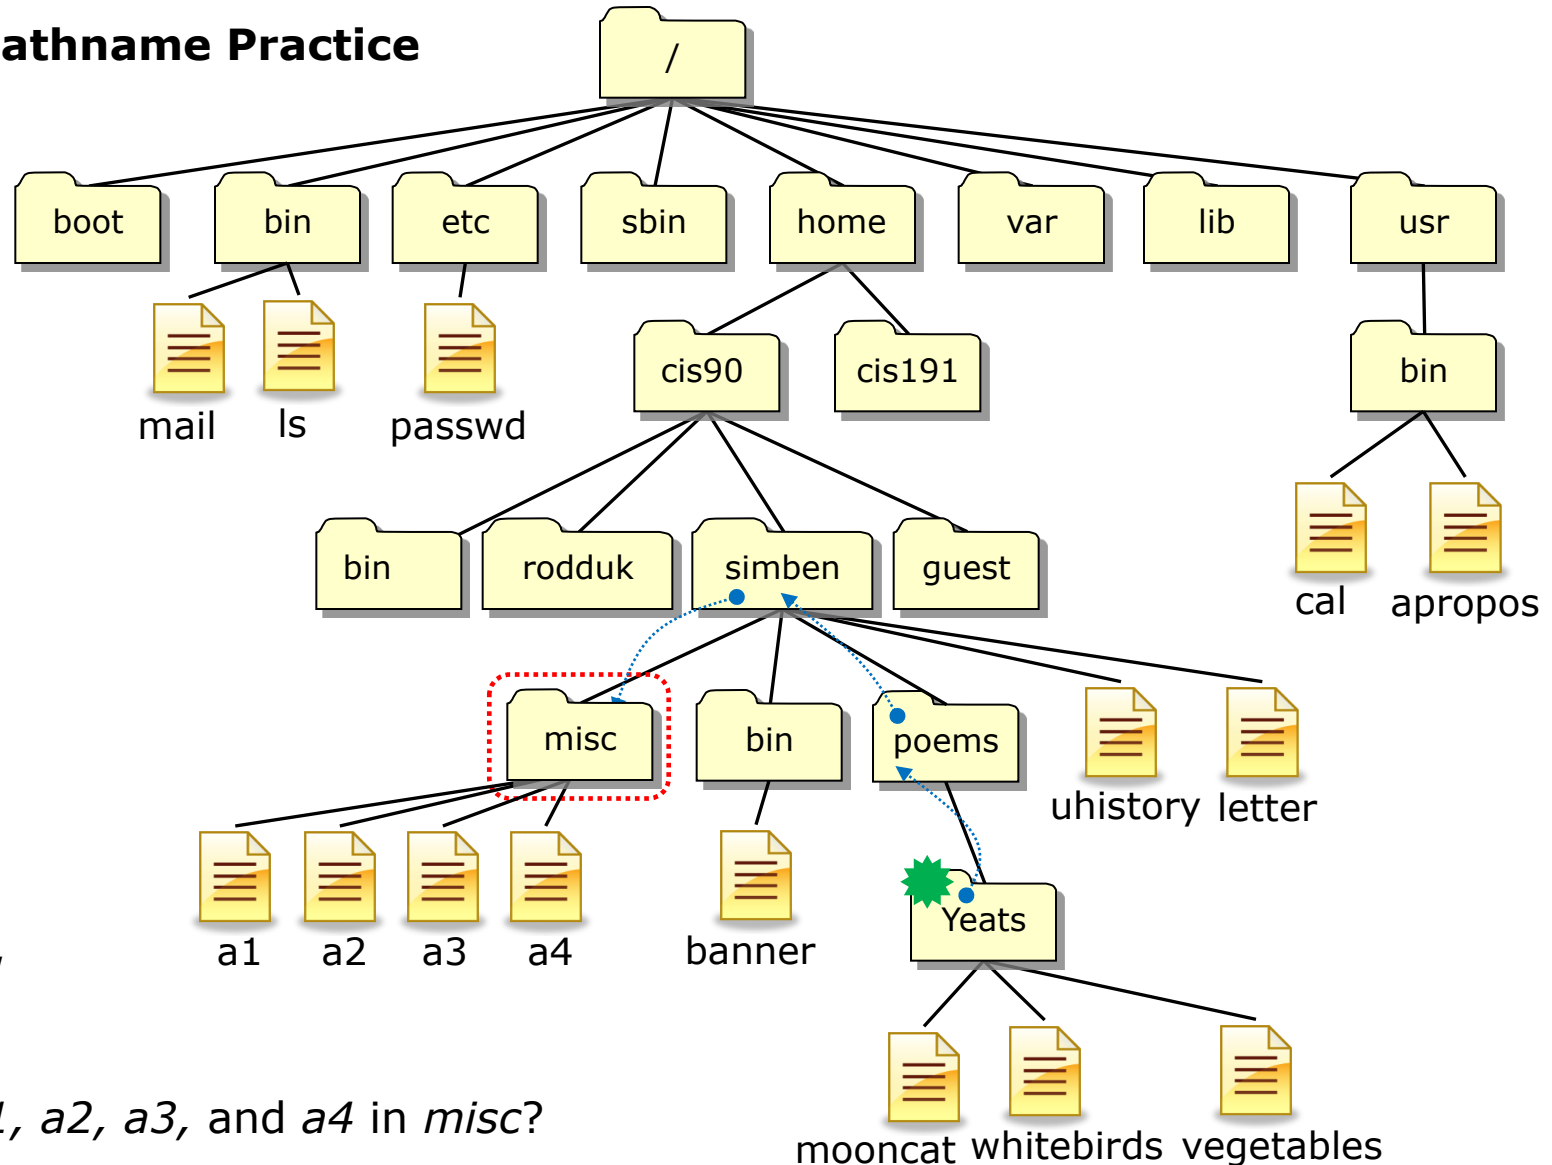 athname Practice
/
boot bin etc sbin home var lib usr
mail ls passwd
cis90 cis191 bin
bin rodduk simben guest
cal apropos
misc bin poems
uhistory letter
a1 a2 a3 a4 banner Yeats
1, a2, a3, and a4 in misc?
mooncat whitebirds vegetables